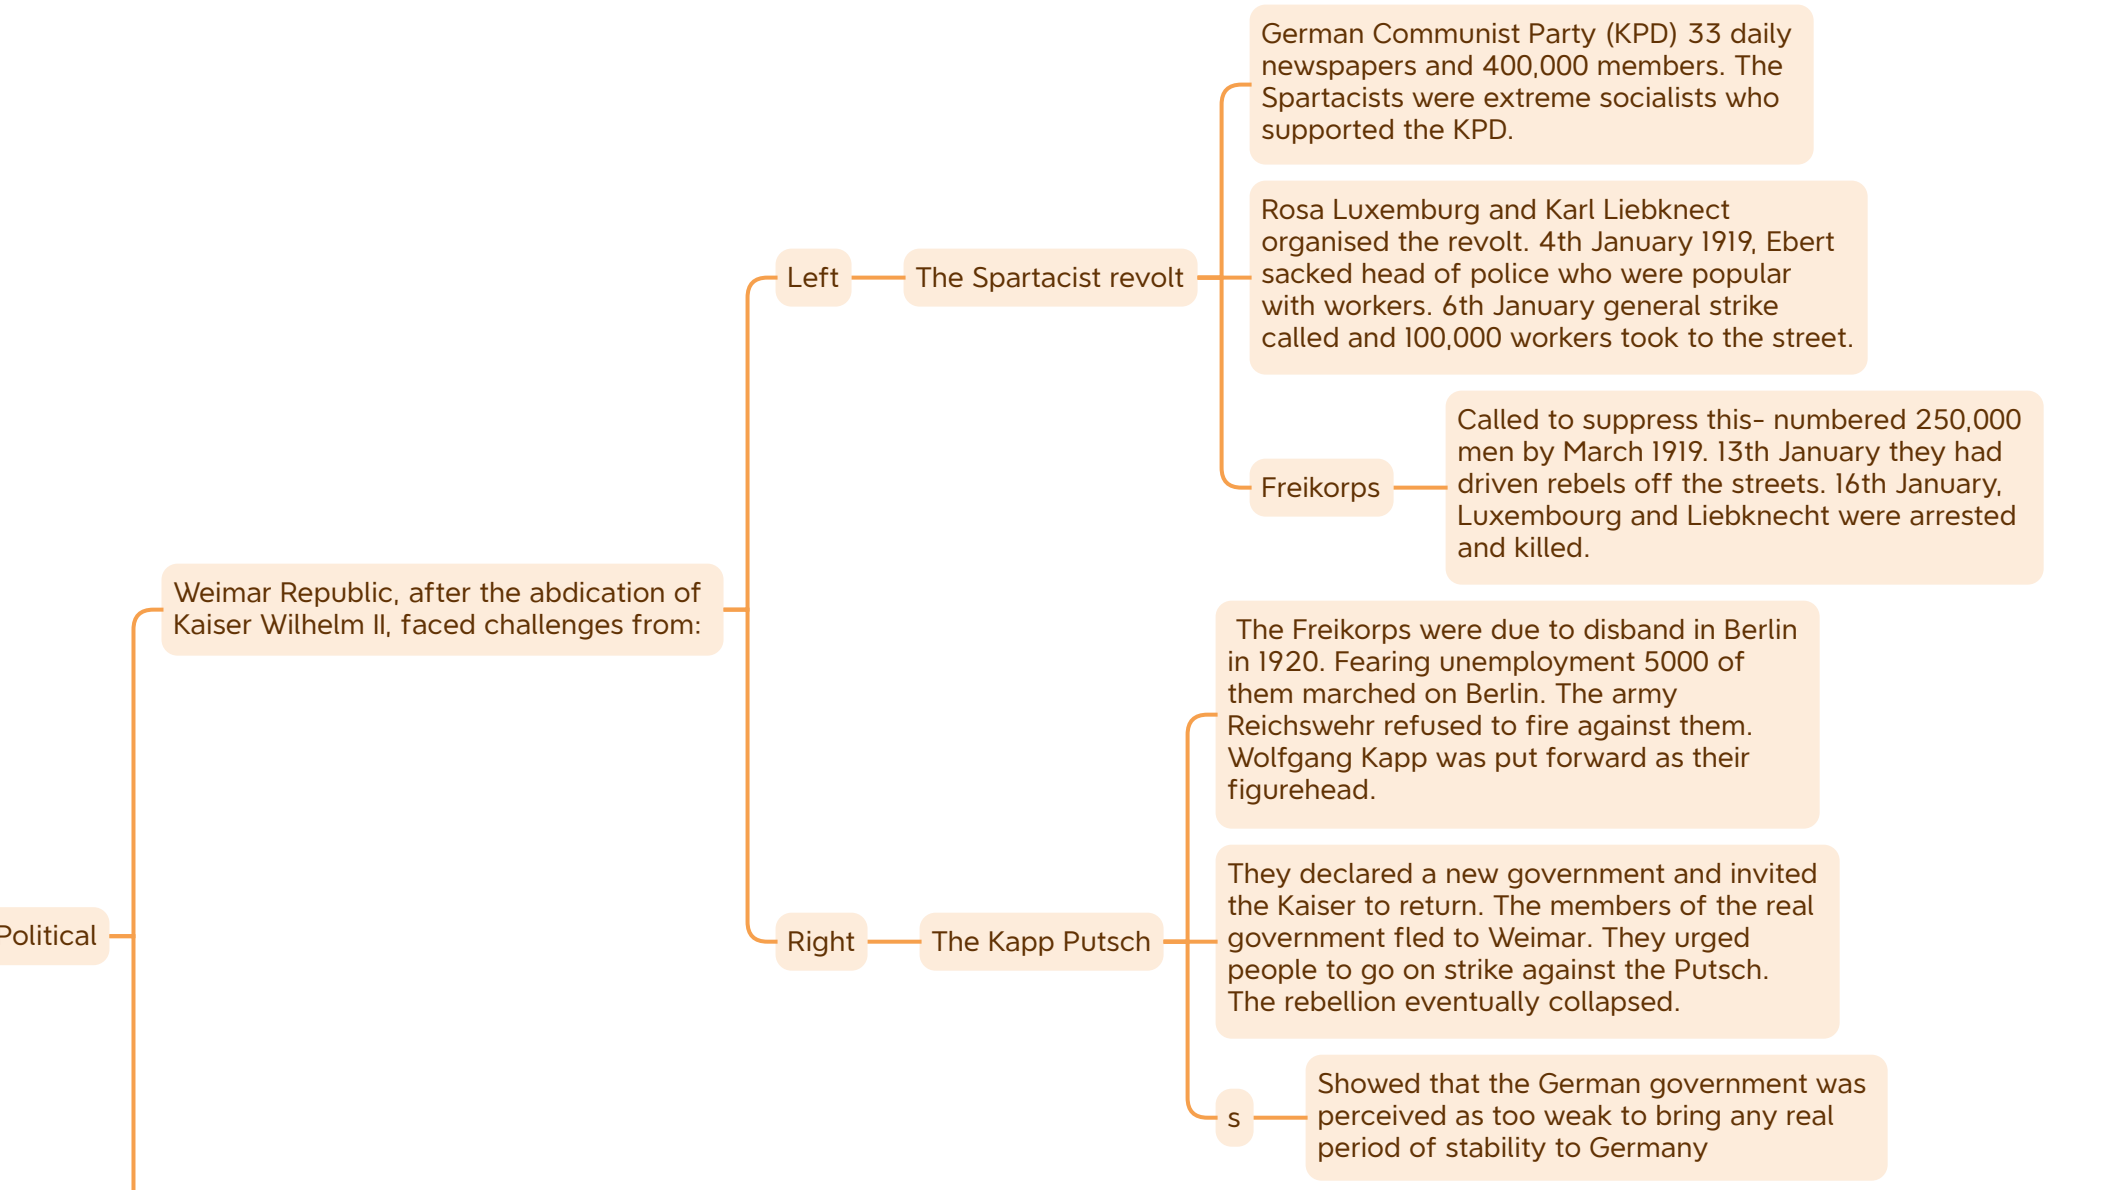 German Communist Party (KPD) 33 daily
newspapers and 400,000 members. The
Spartacists were extreme socialists who
supported the KPD.
Rosa Luxemburg and Karl Liebknect
organised the revolt. 4th January 1919, Ebert
sacked head of police who were popular
with workers. 6th January general strike
called and 100,000 workers took to the street.
Left
The Spartacist revolt
Called to suppress this- numbered 250,000
men by March 1919. 13th January they had
driven rebels off the streets. 16th January,
Luxembourg and Liebknecht were arrested
and killed.
Freikorps
Weimar Republic, after the abdication of
Kaiser Wilhelm II, faced challenges from:
The Freikorps were due to disband in Berlin
in 1920. Fearing unemployment 5000 of
them marched on Berlin. The army
Reichswehr refused to fire against them.
Wolfgang Kapp was put forward as their
figurehead.
Political
Right
The Kapp Putsch
They declared a new government and invited
the Kaiser to return. The members of the real
government fled to Weimar. They urged
people to go on strike against the Putsch.
The rebellion eventually collapsed.
s
Showed that the German government was
perceived as too weak to bring any real
period of stability to Germany